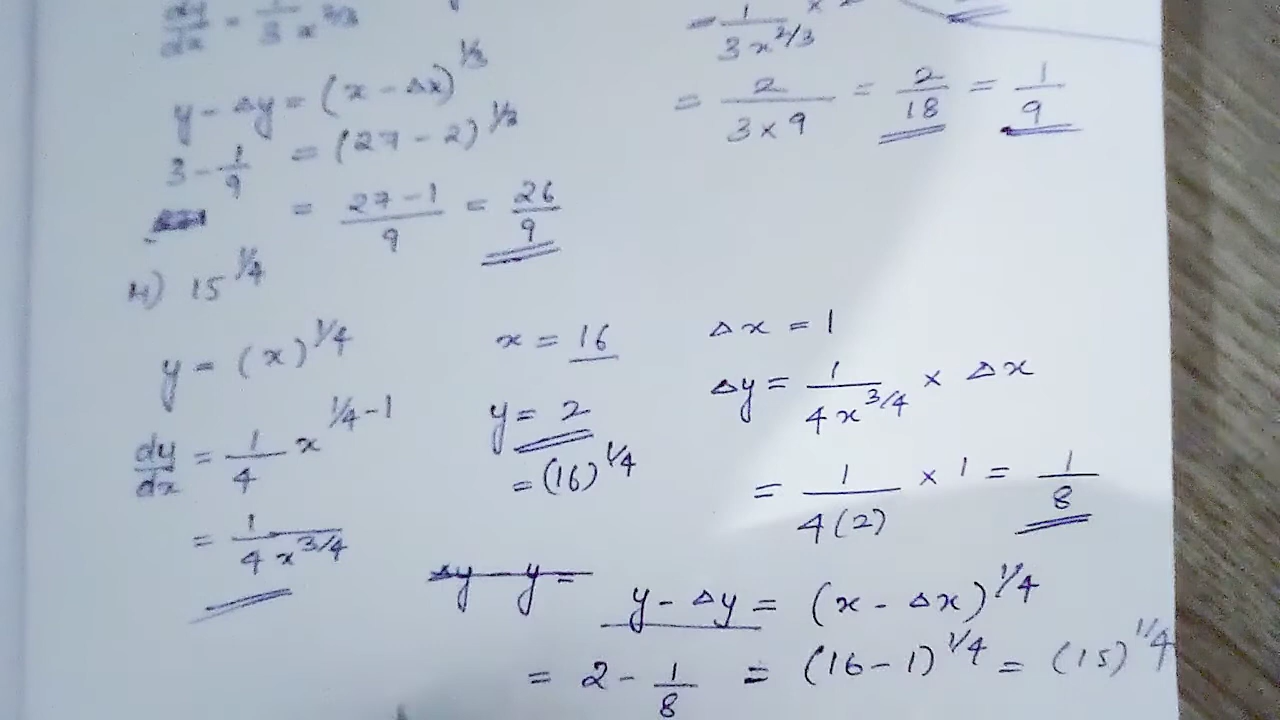 dy/dx = 1/3 x^2/3
= 1/(3x^2/3) ×
y - Δy = (x - Δx)^1/3
= 2/(3×9) = 2/18 = 1/9
3 - 1/9 = (27 - 2)^1/3
= (27 - 1)/9 = 26/9
15^1/4
y = (x)^1/4
x = 16
Δx = 1
dy/dx = 1/4 x^1/4 - 1
y = 2
Δy = 1/(4x^3/4) × Δx
= (16)^1/4
= 1/(4(2)) × 1 = 1/8
= 1/(4x^3/4)
Δy y =
y - Δy = (x - Δx)^1/4
= 2 - 1/8 = (16-1)^1/4 = (15)^1/4